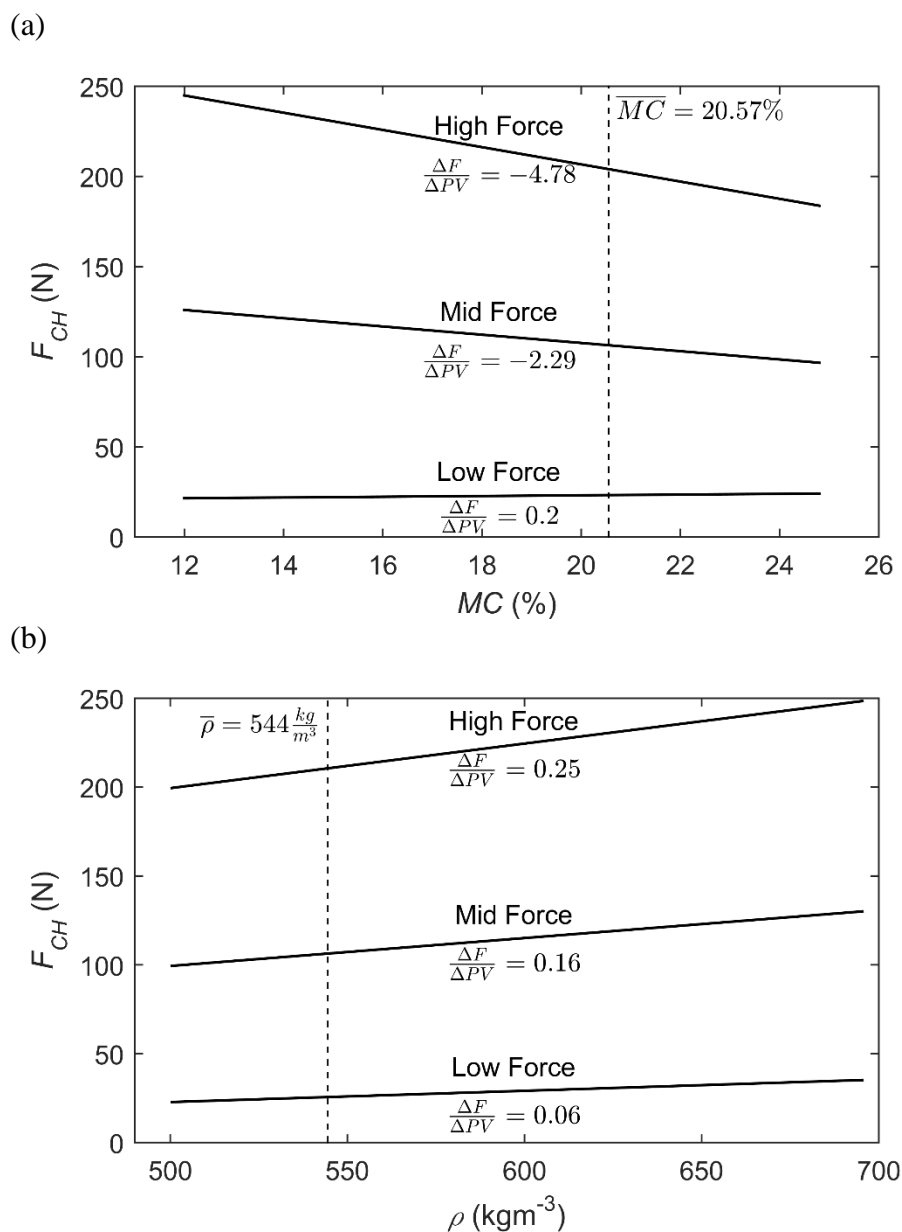 (a)
250
200
150
100
50
0
F_CH (N)
High Force
ΔF/ΔPV = −4.78
\overline{MC} = 20.57%
Mid Force
ΔF/ΔPV = −2.29
Low Force
ΔF/ΔPV = 0.2
12 14 16 18 20 22 24 26
MC (%)
(b)
250
200
150
100
50
0
F_CH (N)
\overline{ρ} = 544 kg/m³
High Force
ΔF/ΔPV = 0.25
Mid Force
ΔF/ΔPV = 0.16
Low Force
ΔF/ΔPV = 0.06
500 550 600 650 700
ρ (kgm⁻³)